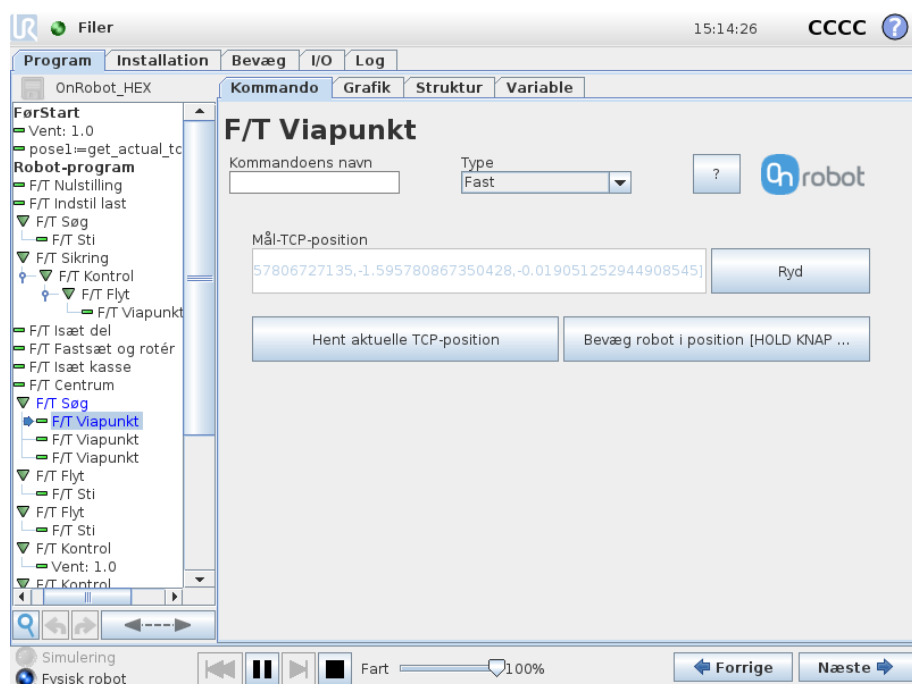 Filer
15:14:26
CCCC
?
Program
Installation
Bevæg
I/O
Log
OnRobot_HEX
Kommando
Grafik
Struktur
Variable
FørStart
Vent: 1.0
pose1:=get_actual_tc
Robot-program
F/T Nulstilling
F/T Indstil last
F/T Søg
F/T Sti
F/T Sikring
F/T Kontrol
F/T Flyt
F/T Viapunkt
F/T Isæt del
F/T Fastsæt og rotér
F/T Isæt kasse
F/T Centrum
F/T Søg
F/T Viapunkt
F/T Viapunkt
F/T Viapunkt
F/T Flyt
F/T Sti
F/T Flyt
F/T Sti
F/T Kontrol
Vent: 1.0
F/T Kontrol
F/T Viapunkt
Kommandoens navn
Type
Fast
?
On robot
Mål-TCP-position
57806727135,-1.595780867350428,-0.019051252944908545]
Ryd
Hent aktuelle TCP-position
Bevæg robot i position [HOLD KNAP ...
Simulering
Fysisk robot
Fart
100%
Forrige
Næste